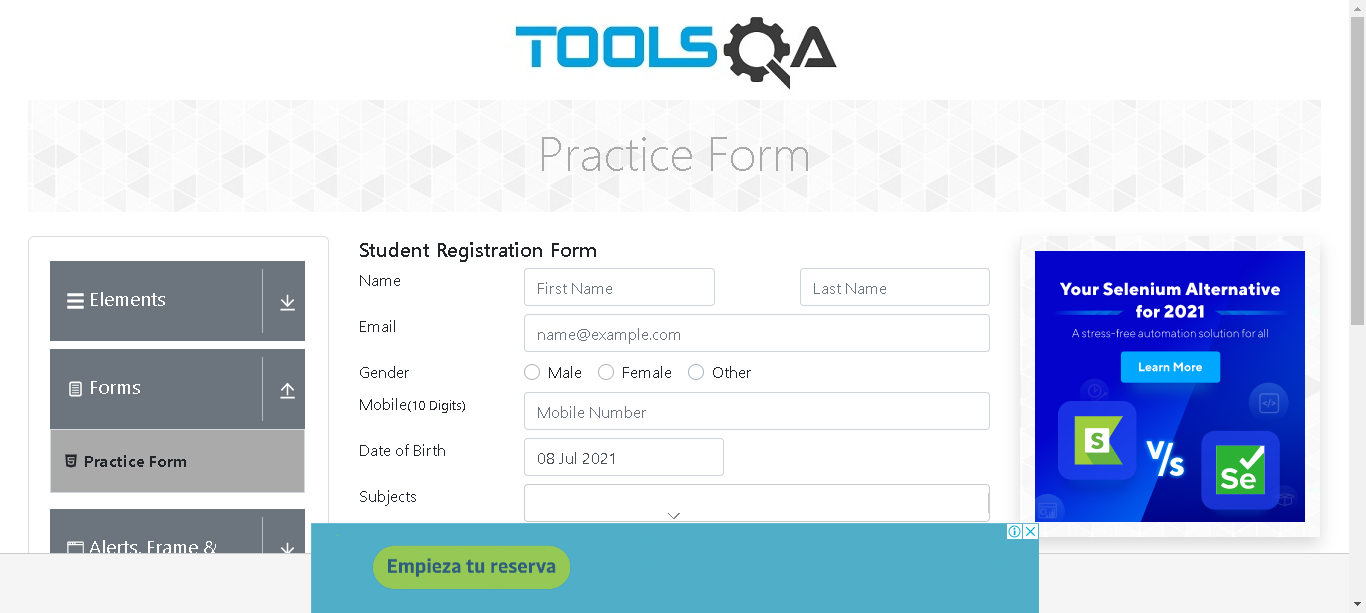 TOOLSQA
Practice Form
Elements
Forms
Practice Form
Alerts, Frame &
Student Registration Form
Name
First Name
Last Name
Email
name@example.com
Gender
Male
Female
Other
Mobile(10 Digits)
Mobile Number
Date of Birth
08 Jul 2021
Subjects
Your Selenium Alternative
for 2021
A stress-free automation solution for all
Learn More
S
V/s
Se
Empieza tu reserva